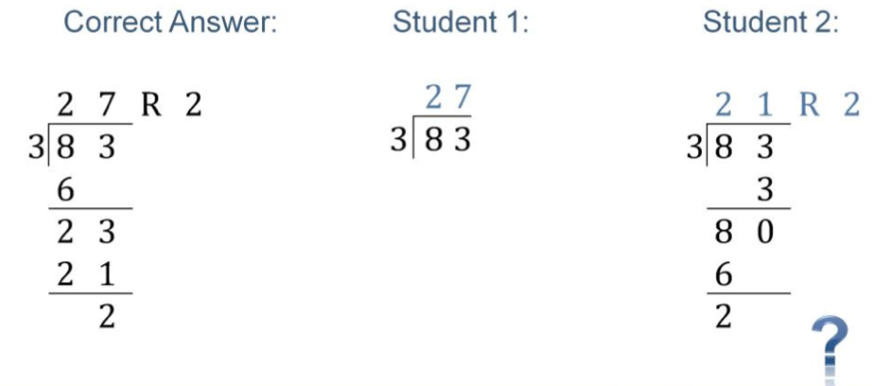 Correct Answer:
2 7 R 2
3 8 3
6
2 3
2 1
2
Student 1:
2 7
3 8 3
Student 2:
2 1 R 2
3 8 3
3
8 0
6
2
?